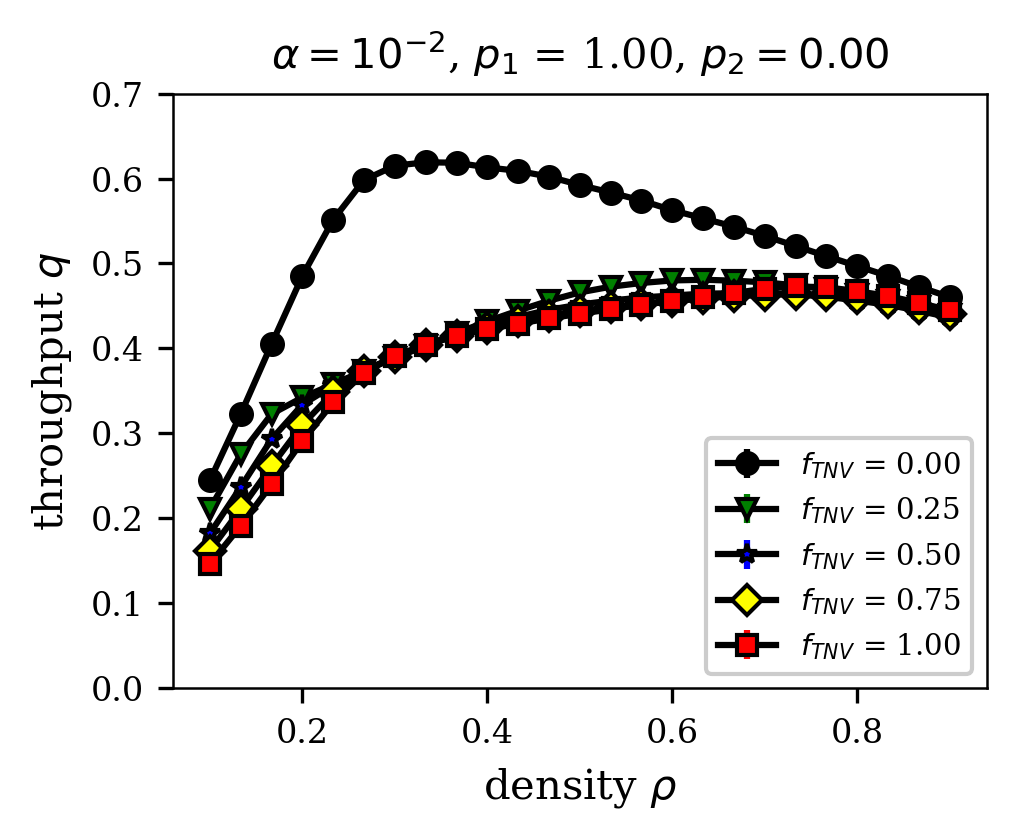 α = 10⁻², p₁ = 1.00, p₂ = 0.00
throughput q
0.7
0.6
0.5
0.4
0.3
0.2
0.1
0.0
f_TNV = 0.00
f_TNV = 0.25
f_TNV = 0.50
f_TNV = 0.75
f_TNV = 1.00
0.2 0.4 0.6 0.8
density ρ